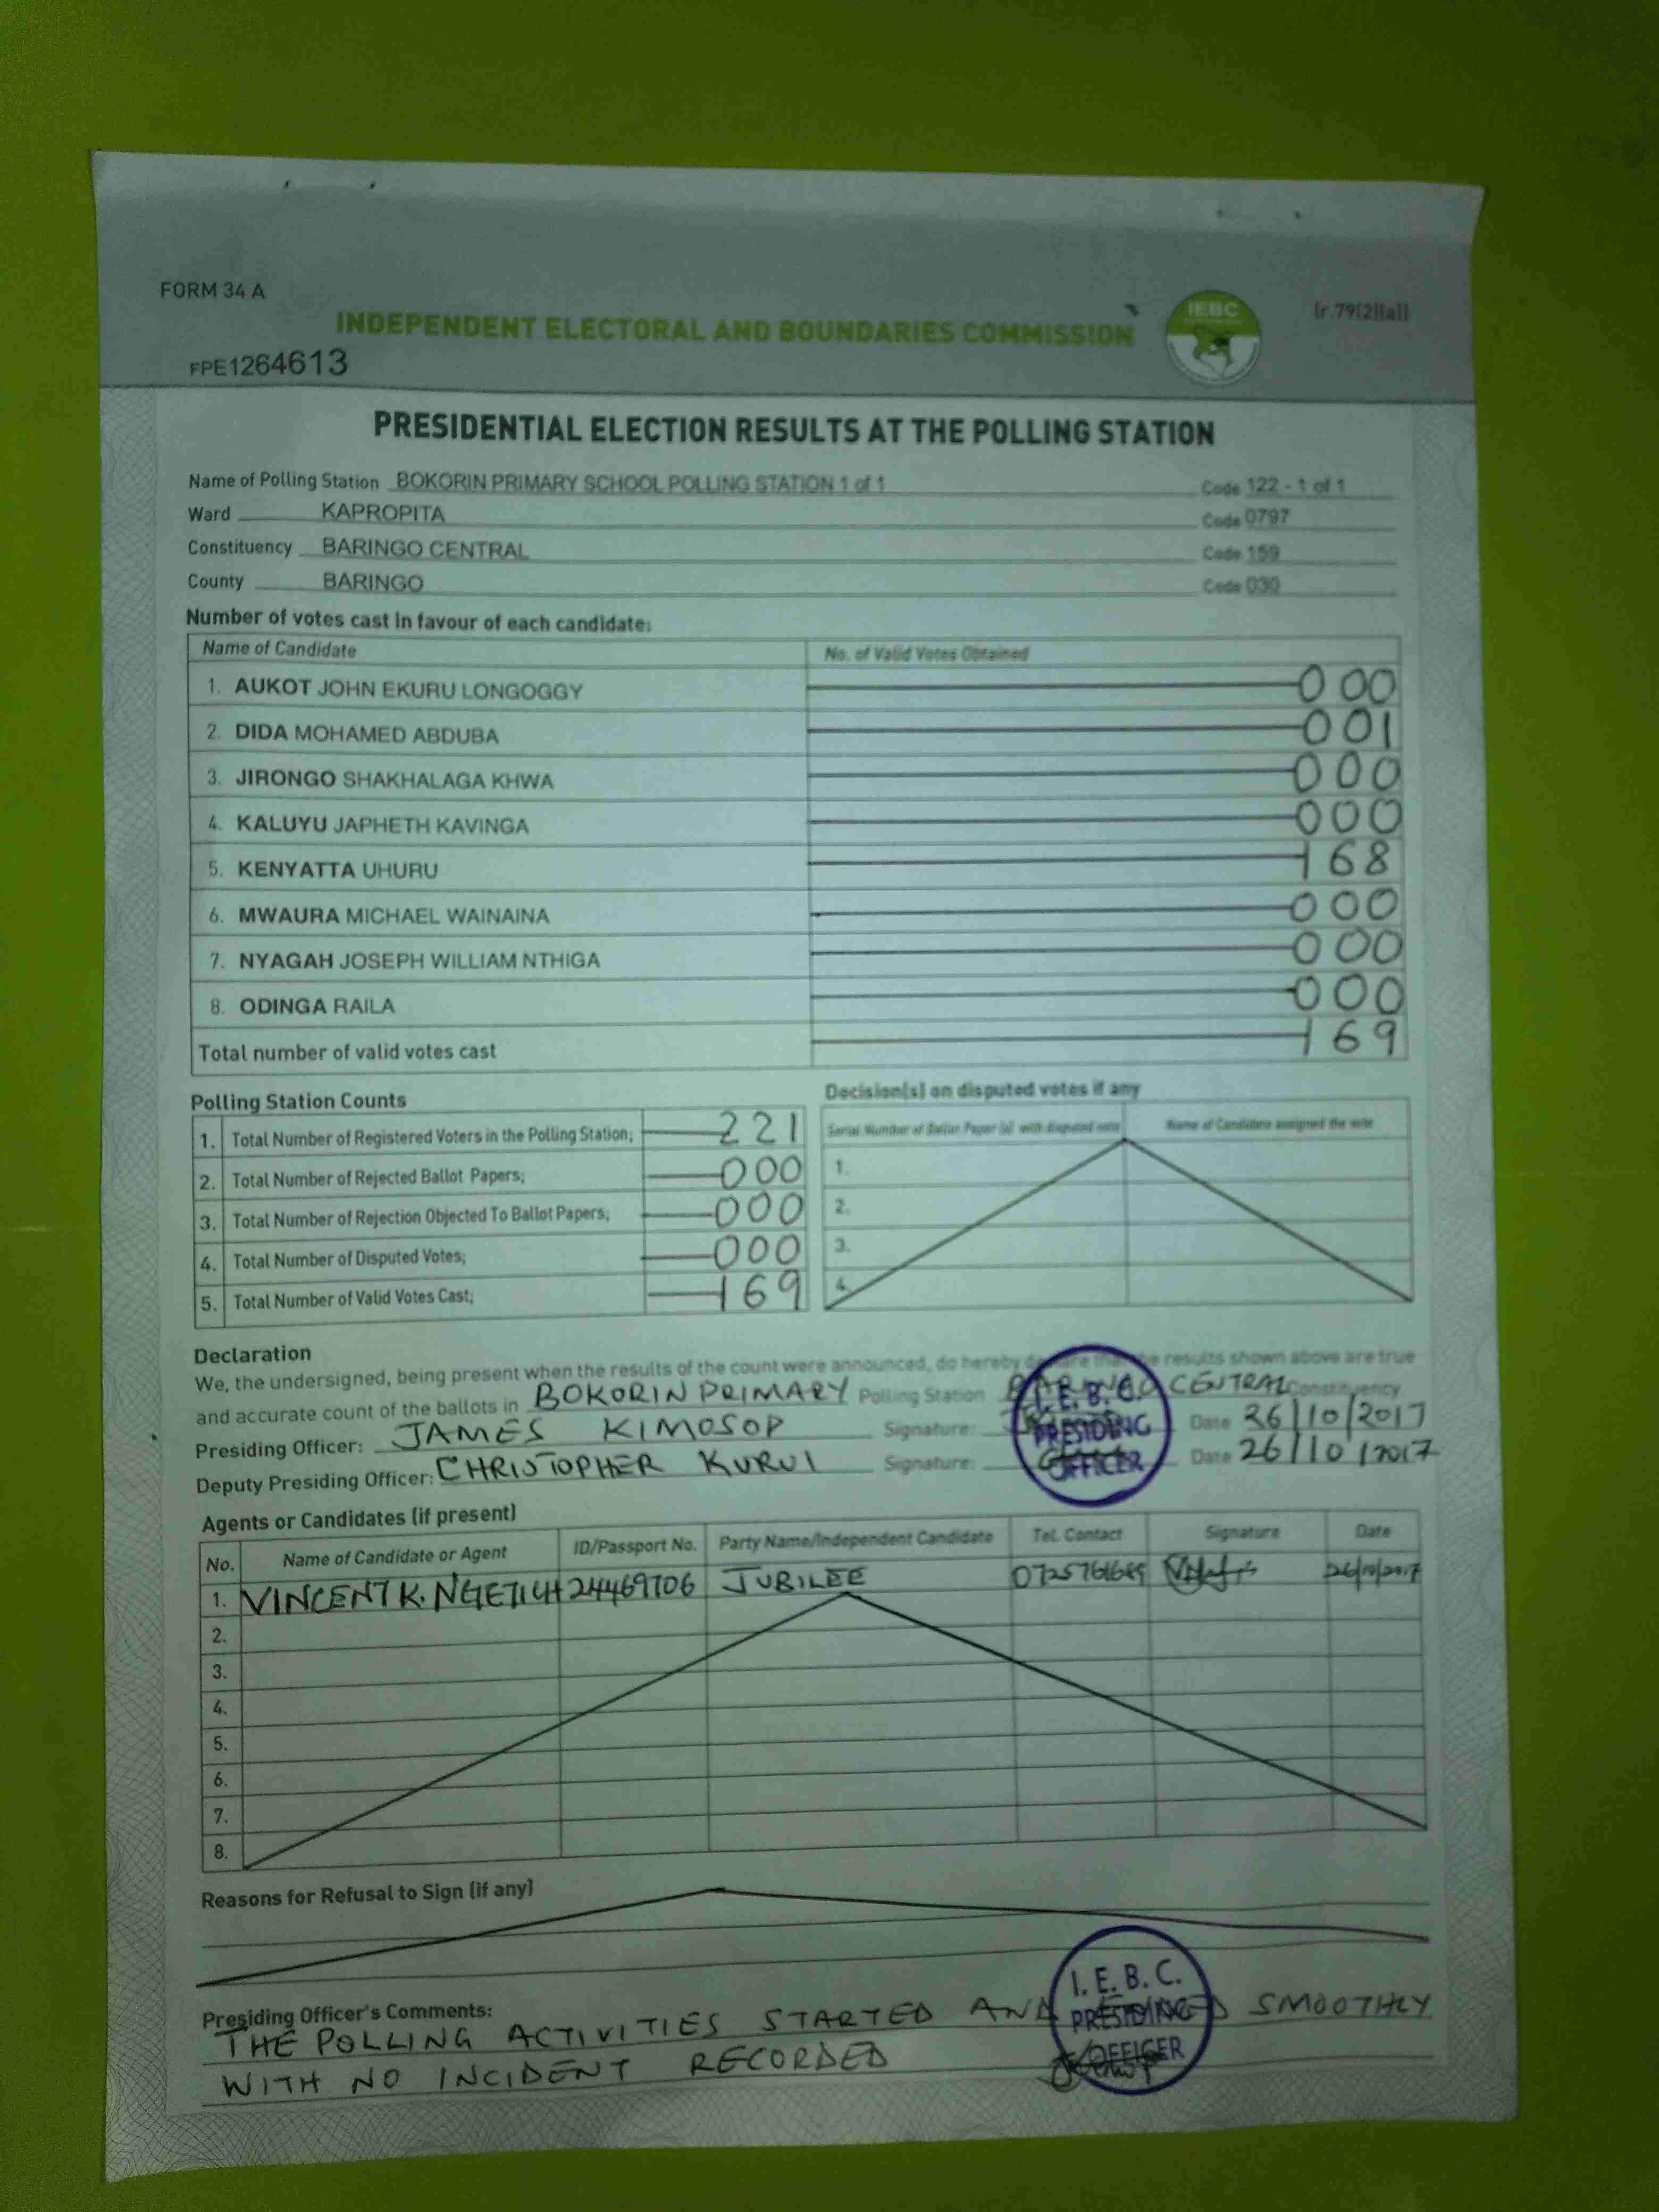 FORM 34 A
[r.79(2)(a)]
IEBC
INDEPENDENT ELECTORAL AND BOUNDARIES COMMISSION
FPE1264613
PRESIDENTIAL ELECTION RESULTS AT THE POLLING STATION
Name of Polling Station BOKORIN PRIMARY SCHOOL POLLING STATION 1 of 1 Code 122 - 1 of 1
Ward KAPROPITA Code 0797
Constituency BARINGO CENTRAL Code 159
County BARINGO Code 030
Number of votes cast in favour of each candidate:
Name of Candidate No. of Valid Votes Obtained
1. AUKOT JOHN EKURU LONGOGGY 000
2. DIDA MOHAMED ABDUBA 001
3. JIRONGO SHAKHALAGA KHWA 000
4. KALUYU JAPHETH KAVINGA 000
5. KENYATTA UHURU 168
6. MWAURA MICHAEL WAINAINA 000
7. NYAGAH JOSEPH WILLIAM NTHIGA 000
8. ODINGA RAILA 000
Total number of valid votes cast 169
Polling Station Counts
1. Total Number of Registered Voters in the Polling Station; 221
2. Total Number of Rejected Ballot Papers; 000
3. Total Number of Rejection Objected To Ballot Papers; 000
4. Total Number of Disputed Votes; 000
5. Total Number of Valid Votes Cast; 169
Decision(s) on disputed votes if any
Serial Number of Ballot Paper (s) with disputed vote Name of Candidate assigned the vote
1.
2.
3.
4.
Declaration
We, the undersigned, being present when the results of the count were announced, do hereby declare that the results shown above are true
and accurate count of the ballots in BOKORIN PRIMARY Polling Station BARINGO CENTRAL Constituency
Presiding Officer: JAMES KIMOSOP Signature: Date 26/10/2017
Deputy Presiding Officer: CHRISTOPHER KURUI Signature: Date 26/10/2017
I.E.B.C.
PRESIDING
OFFICER
Agents or Candidates (if present)
No. Name of Candidate or Agent ID/Passport No. Party Name/Independent Candidate Tel. Contact Signature Date
1. VINCENT K. NGETICH 24469706 JUBILEE 26/10/2017
2.
3.
4.
5.
6.
7.
8.
Reasons for Refusal to Sign (if any)
Presiding Officer's Comments:
THE POLLING ACTIVITIES STARTED AND ENDED SMOOTHLY
WITH NO INCIDENT RECORDED
I.E.B.C.
PRESIDING
OFFICER